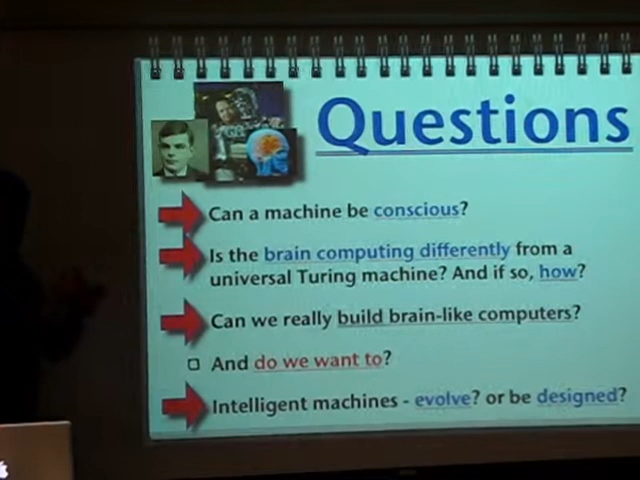 Questions
Can a machine be conscious?
Is the brain computing differently from a
universal Turing machine? And if so, how?
Can we really build brain-like computers?
And do we want to?
Intelligent machines - evolve? or be designed?